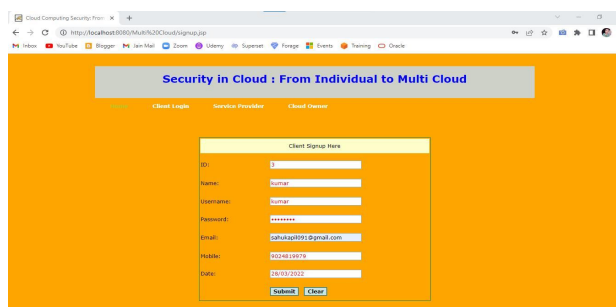 Cloud Computing Security: From
http://localhost:8080/Multi%20Cloud/signup.jsp
Inbox YouTube Blogger Jain Mail Zoom Udemy Superset Forage Events Training Oracle
Security in Cloud : From Individual to Multi Cloud
Client Login Service Provider Cloud Owner
Client Signup Here
ID: 3
Name: kumar
Username: kumar
Password: ••••••••
Email: sahukapil091@gmail.com
Mobile: 9024819979
Date: 28/03/2022
Submit Clear